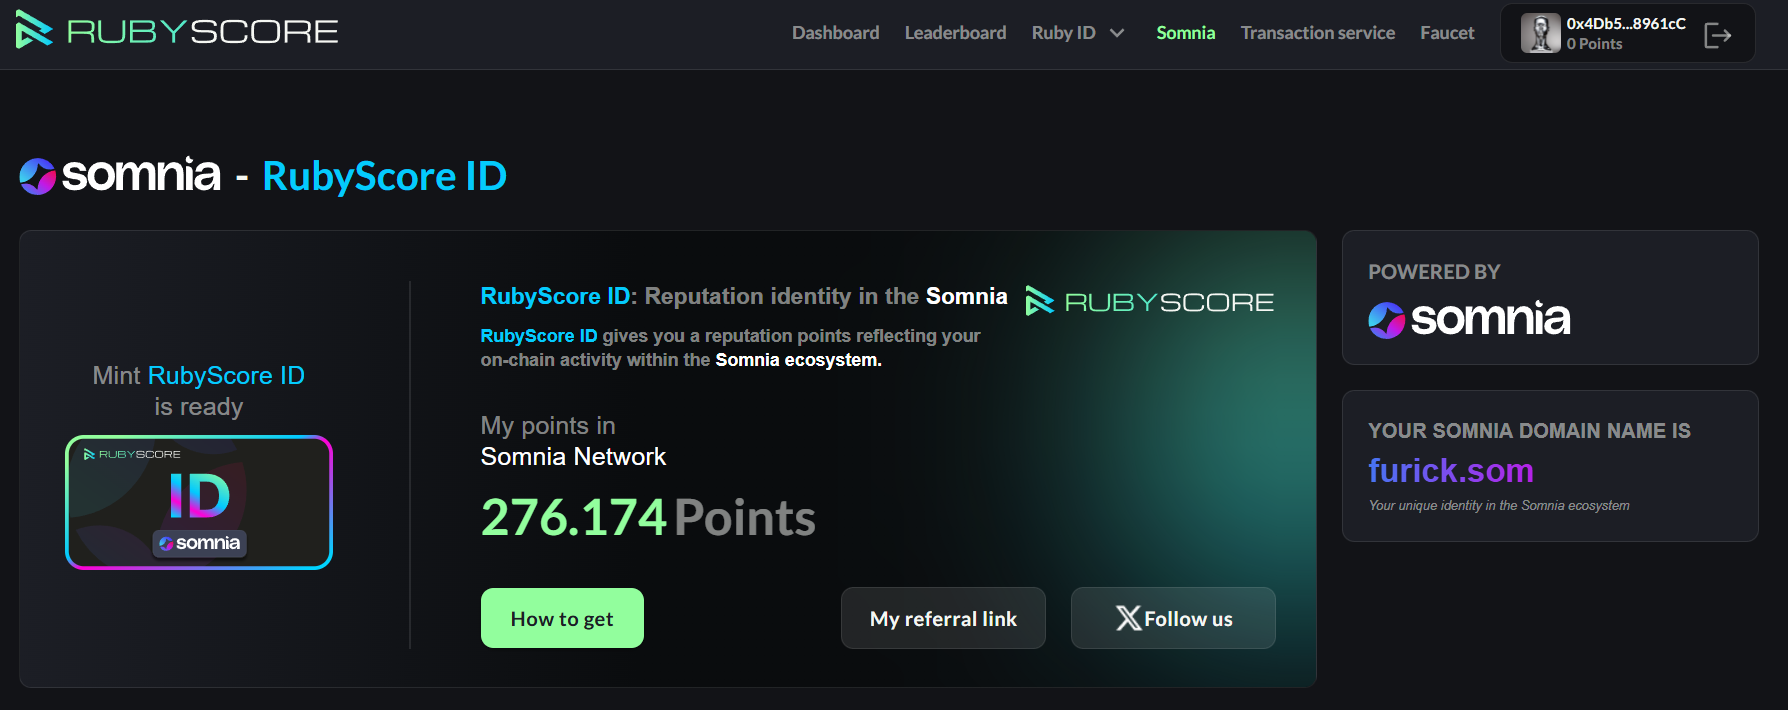 RUBYSCORE
Dashboard
Leaderboard
Ruby ID
Somnia
Transaction service
Faucet
0x4Db5...8961cC
0 Points
somnia - RubyScore ID
Mint RubyScore ID
is ready
RUBYSCORE
ID
somnia
RubyScore ID: Reputation identity in the Somnia
RUBYSCORE
RubyScore ID gives you a reputation points reflecting your
on-chain activity within the Somnia ecosystem.
My points in
Somnia Network
276.174 Points
How to get
My referral link
X Follow us
POWERED BY
somnia
YOUR SOMNIA DOMAIN NAME IS
furick.som
Your unique identity in the Somnia ecosystem